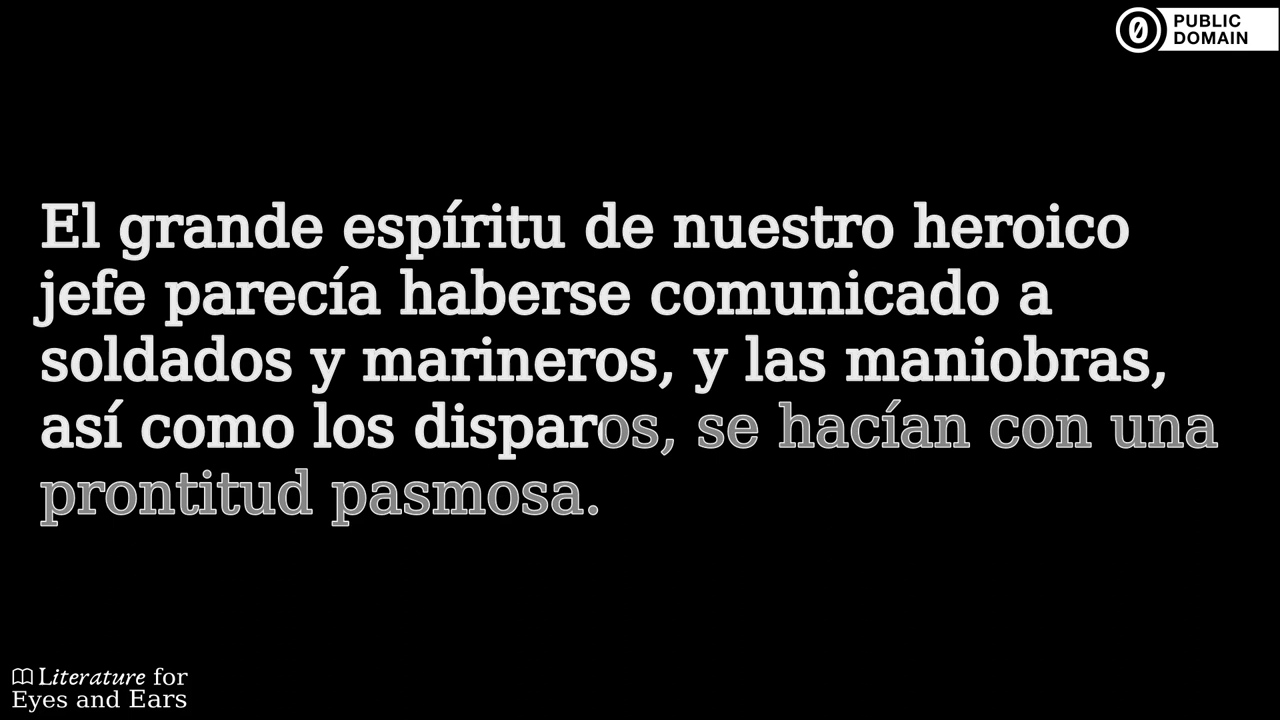 PUBLIC
DOMAIN
El grande espíritu de nuestro heroico
jefe parecía haberse comunicado a
soldados y marineros, y las maniobras,
así como los disparos, se hacían con una
prontitud pasmosa.
Literature for
Eyes and Ears